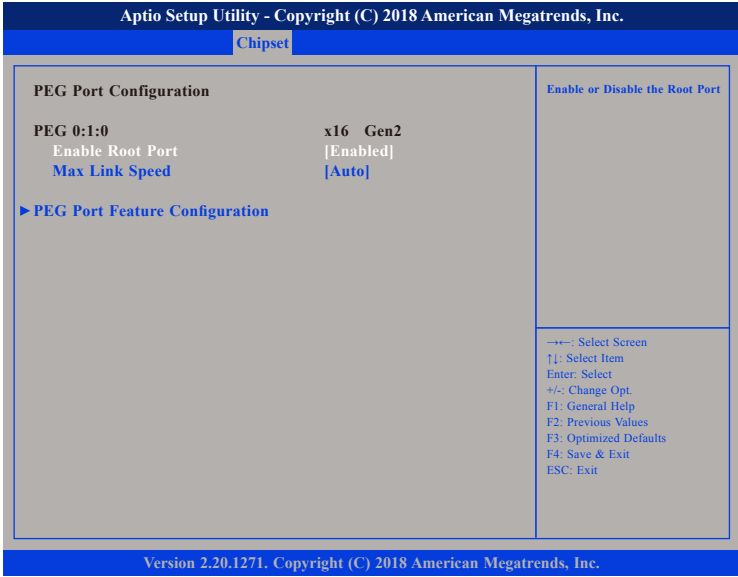 Aptio Setup Utility - Copyright (C) 2018 American Megatrends, Inc.
Chipset
PEG Port Configuration
PEG 0:1:0 x16 Gen2
Enable Root Port [Enabled]
Max Link Speed [Auto]
►PEG Port Feature Configuration
Enable or Disable the Root Port
→←: Select Screen
↑↓: Select Item
Enter: Select
+/-: Change Opt.
F1: General Help
F2: Previous Values
F3: Optimized Defaults
F4: Save & Exit
ESC: Exit
Version 2.20.1271. Copyright (C) 2018 American Megatrends, Inc.